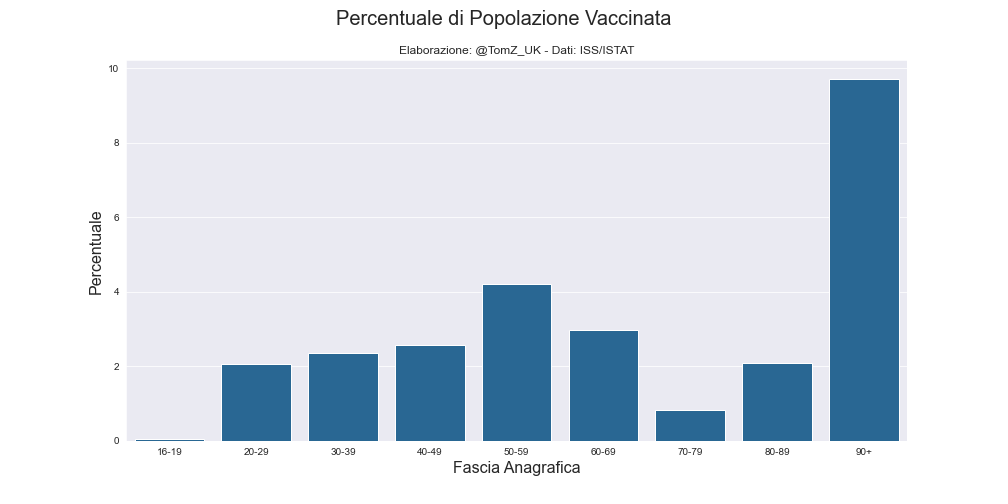 Percentuale di Popolazione Vaccinata
Elaborazione: @TomZ_UK - Dati: ISS/ISTAT
10
8
6
4
2
0
Percentuale
16-19 20-29 30-39 40-49 50-59 60-69 70-79 80-89 90+
Fascia Anagrafica